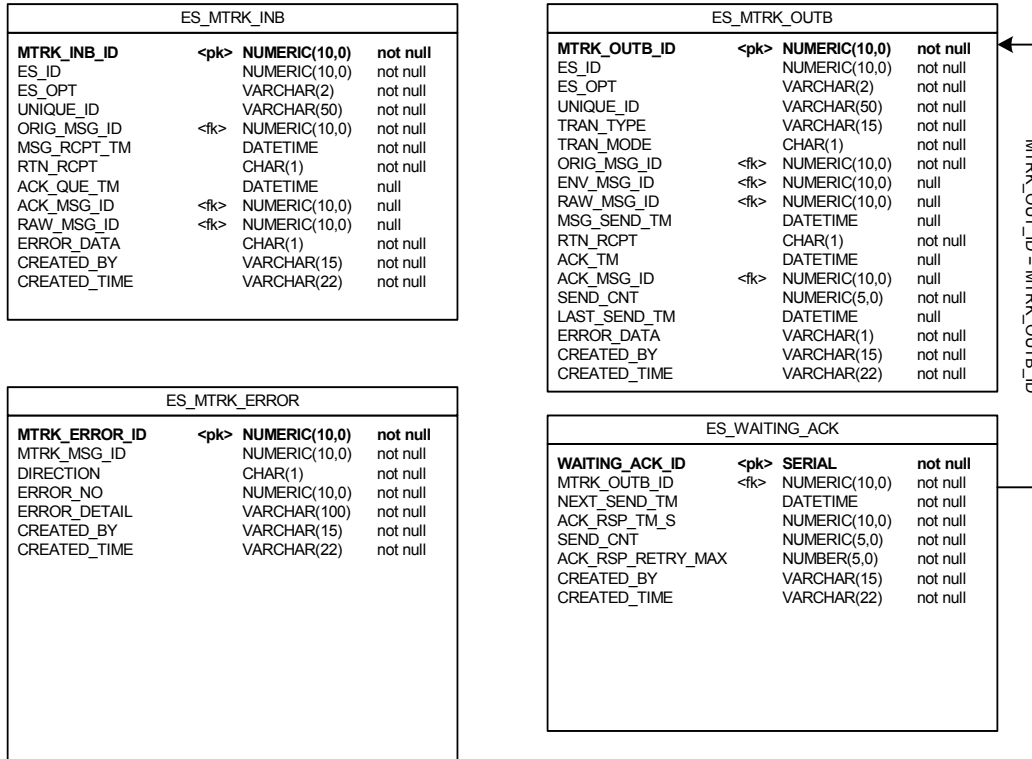 ES_MTRK_INB
MTRK_INB_ID <pk> NUMERIC(10,0) not null
ES_ID NUMERIC(10,0) not null
ES_OPT VARCHAR(2) not null
UNIQUE_ID VARCHAR(50) not null
ORIG_MSG_ID <fk> NUMERIC(10,0) not null
MSG_RCPT_TM DATETIME not null
RTN_RCPT CHAR(1) not null
ACK_QUE_TM DATETIME null
ACK_MSG_ID <fk> NUMERIC(10,0) null
RAW_MSG_ID <fk> NUMERIC(10,0) null
ERROR_DATA CHAR(1) not null
CREATED_BY VARCHAR(15) not null
CREATED_TIME VARCHAR(22) not null
ES_MTRK_OUTB
MTRK_OUTB_ID <pk> NUMERIC(10,0) not null
ES_ID NUMERIC(10,0) not null
ES_OPT VARCHAR(2) not null
UNIQUE_ID VARCHAR(50) not null
TRAN_TYPE VARCHAR(15) not null
TRAN_MODE CHAR(1) not null
ORIG_MSG_ID <fk> NUMERIC(10,0) not null
ENV_MSG_ID <fk> NUMERIC(10,0) null
RAW_MSG_ID <fk> NUMERIC(10,0) null
MSG_SEND_TM DATETIME null
RTN_RCPT CHAR(1) not null
ACK_TM DATETIME null
ACK_MSG_ID <fk> NUMERIC(10,0) null
SEND_CNT NUMERIC(5,0) not null
LAST_SEND_TM DATETIME null
ERROR_DATA VARCHAR(1) not null
CREATED_BY VARCHAR(15) not null
CREATED_TIME VARCHAR(22) not null
MTRK_OUT_ID = MTRK_OUTB_ID
ES_MTRK_ERROR
MTRK_ERROR_ID <pk> NUMERIC(10,0) not null
MTRK_MSG_ID NUMERIC(10,0) not null
DIRECTION CHAR(1) not null
ERROR_NO NUMERIC(10,0) not null
ERROR_DETAIL VARCHAR(100) not null
CREATED_BY VARCHAR(15) not null
CREATED_TIME VARCHAR(22) not null
ES_WAITING_ACK
WAITING_ACK_ID <pk> SERIAL not null
MTRK_OUTB_ID <fk> NUMERIC(10,0) not null
NEXT_SEND_TM DATETIME not null
ACK_RSP_TM_S NUMERIC(10,0) not null
SEND_CNT NUMERIC(5,0) not null
ACK_RSP_RETRY_MAX NUMBER(5,0) not null
CREATED_BY VARCHAR(15) not null
CREATED_TIME VARCHAR(22) not null